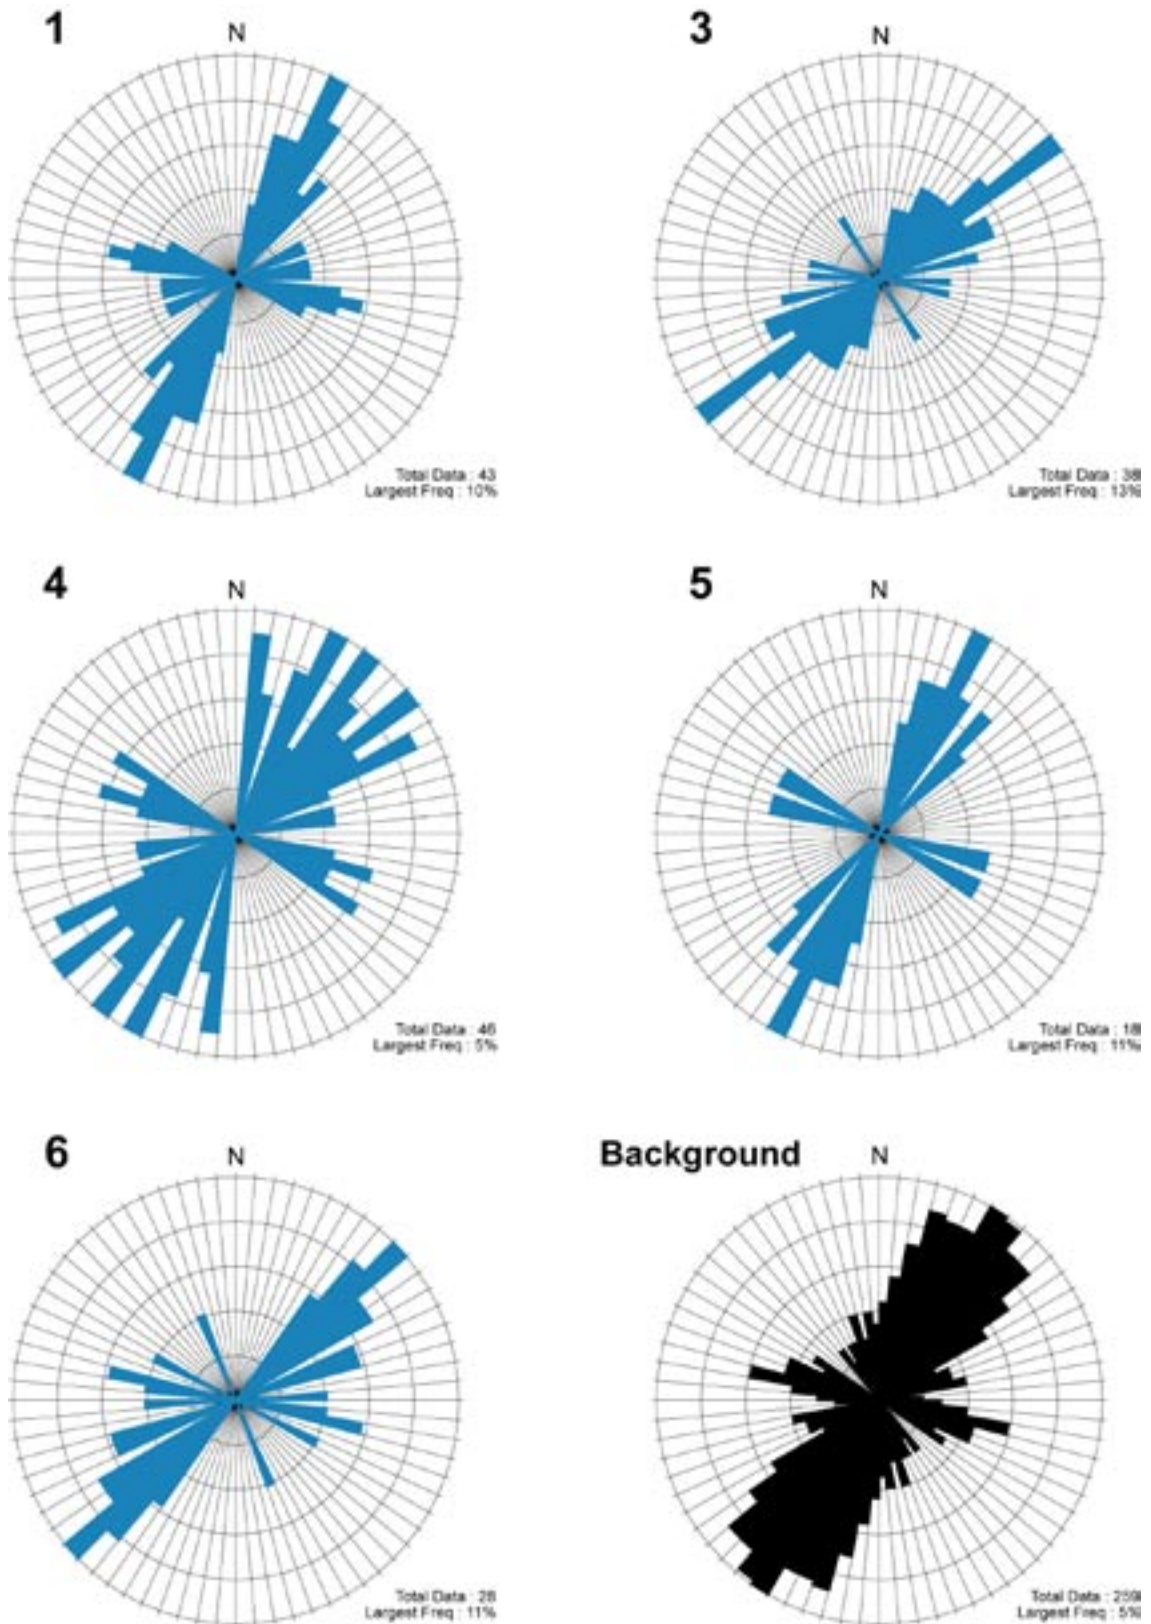 1
N
Total Data : 43
Largest Freq : 10%
3
N
Total Data : 38
Largest Freq : 13%
4
N
Total Data : 46
Largest Freq : 5%
5
N
Total Data : 18
Largest Freq : 11%
6
N
Total Data : 28
Largest Freq : 11%
Background
N
Total Data : 259
Largest Freq : 5%